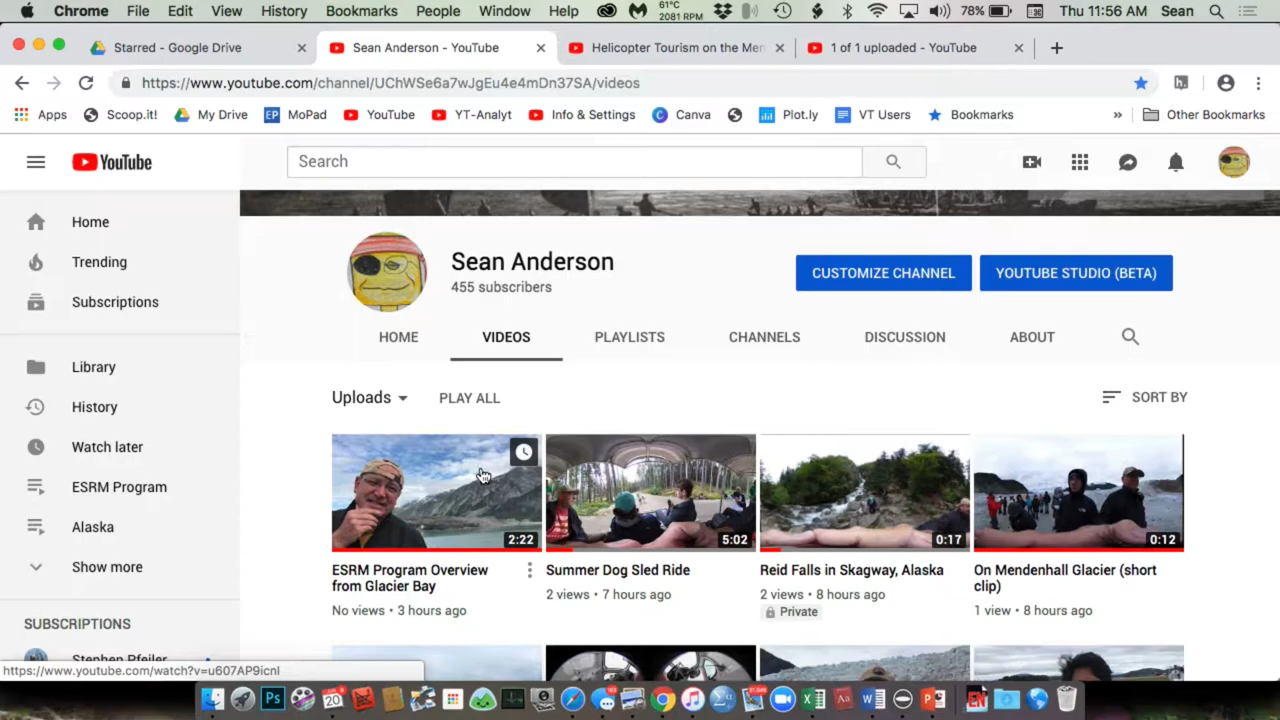 Chrome File Edit View History Bookmarks People Window Help 61°C 2081 RPM 78% Thu 11:56 AM Sean
Starred - Google Drive Sean Anderson - YouTube Helicopter Tourism on the Men 1 of 1 uploaded - YouTube
https://www.youtube.com/channel/UChWSe6a7wJgEu4e4mDn37SA/videos
Apps Scoop.it! My Drive EP MoPad YouTube YT-Analyt Info & Settings Canva Plot.ly VT Users Bookmarks » Other Bookmarks
YouTube Search
Home
Trending
Subscriptions
Library
History
Watch later
ESRM Program
Alaska
Show more
SUBSCRIPTIONS
Stephen Pfeiler
Sean Anderson
455 subscribers
CUSTOMIZE CHANNEL YOUTUBE STUDIO (BETA)
HOME VIDEOS PLAYLISTS CHANNELS DISCUSSION ABOUT
Uploads PLAY ALL SORT BY
2:22 5:02 0:17 0:12
ESRM Program Overview from Glacier Bay
No views • 3 hours ago
Summer Dog Sled Ride
2 views • 7 hours ago
Reid Falls in Skagway, Alaska
2 views • 8 hours ago
Private
On Mendenhall Glacier (short clip)
1 view • 8 hours ago
https://www.youtube.com/watch?v=u607AP9icnI
Ps 20